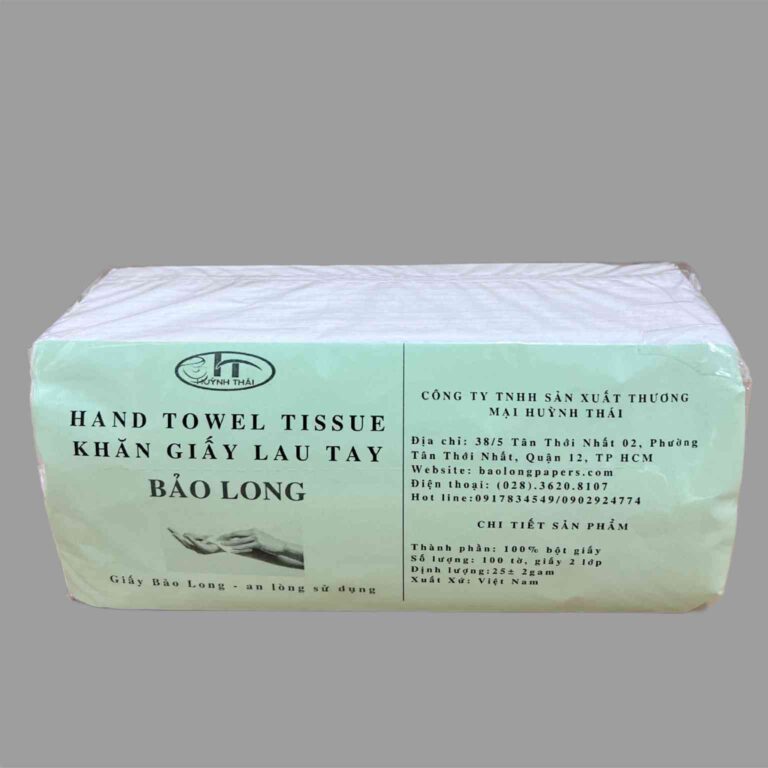 HUỲNH THÁI
HAND TOWEL TISSUE
KHĂN GIẤY LAU TAY
BẢO LONG
Giấy Bảo Long - an lòng sử dụng
CÔNG TY TNHH SẢN XUẤT THƯƠNG
MẠI HUỲNH THÁI
Địa chỉ: 38/5 Tân Thới Nhất 02, Phường
Tân Thới Nhất, Quận 12, TP HCM
Website: baolongpapers.com
Điện thoại: (028).3620.8107
Hot line:0917834549/0902924774
CHI TIẾT SẢN PHẨM
Thành phần: 100% bột giấy
Số lượng: 100 tờ, giấy 2 lớp
Định lượng:25± 2gam
Xuất Xứ: Việt Nam